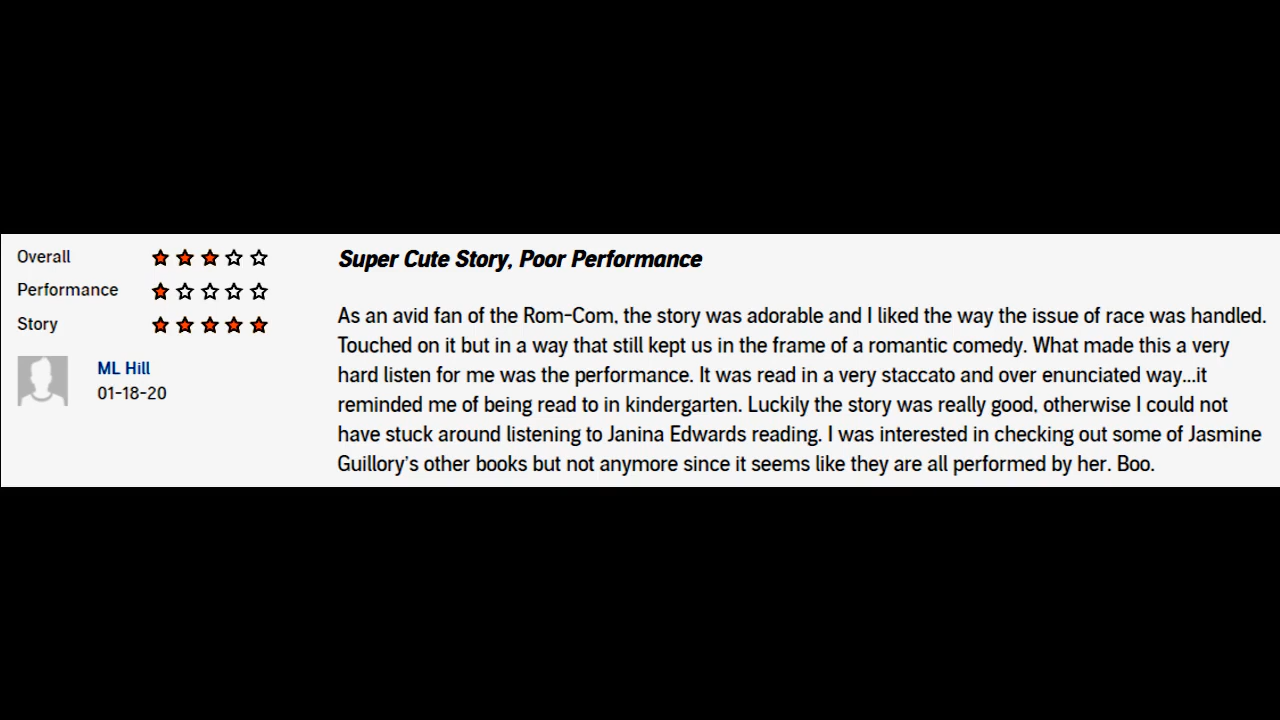 Overall
Performance
Story
ML Hill
01-18-20
Super Cute Story, Poor Performance
As an avid fan of the Rom-Com, the story was adorable and I liked the way the issue of race was handled.
Touched on it but in a way that still kept us in the frame of a romantic comedy. What made this a very
hard listen for me was the performance. It was read in a very staccato and over enunciated way...it
reminded me of being read to in kindergarten. Luckily the story was really good, otherwise I could not
have stuck around listening to Janina Edwards reading. I was interested in checking out some of Jasmine
Guillory's other books but not anymore since it seems like they are all performed by her. Boo.